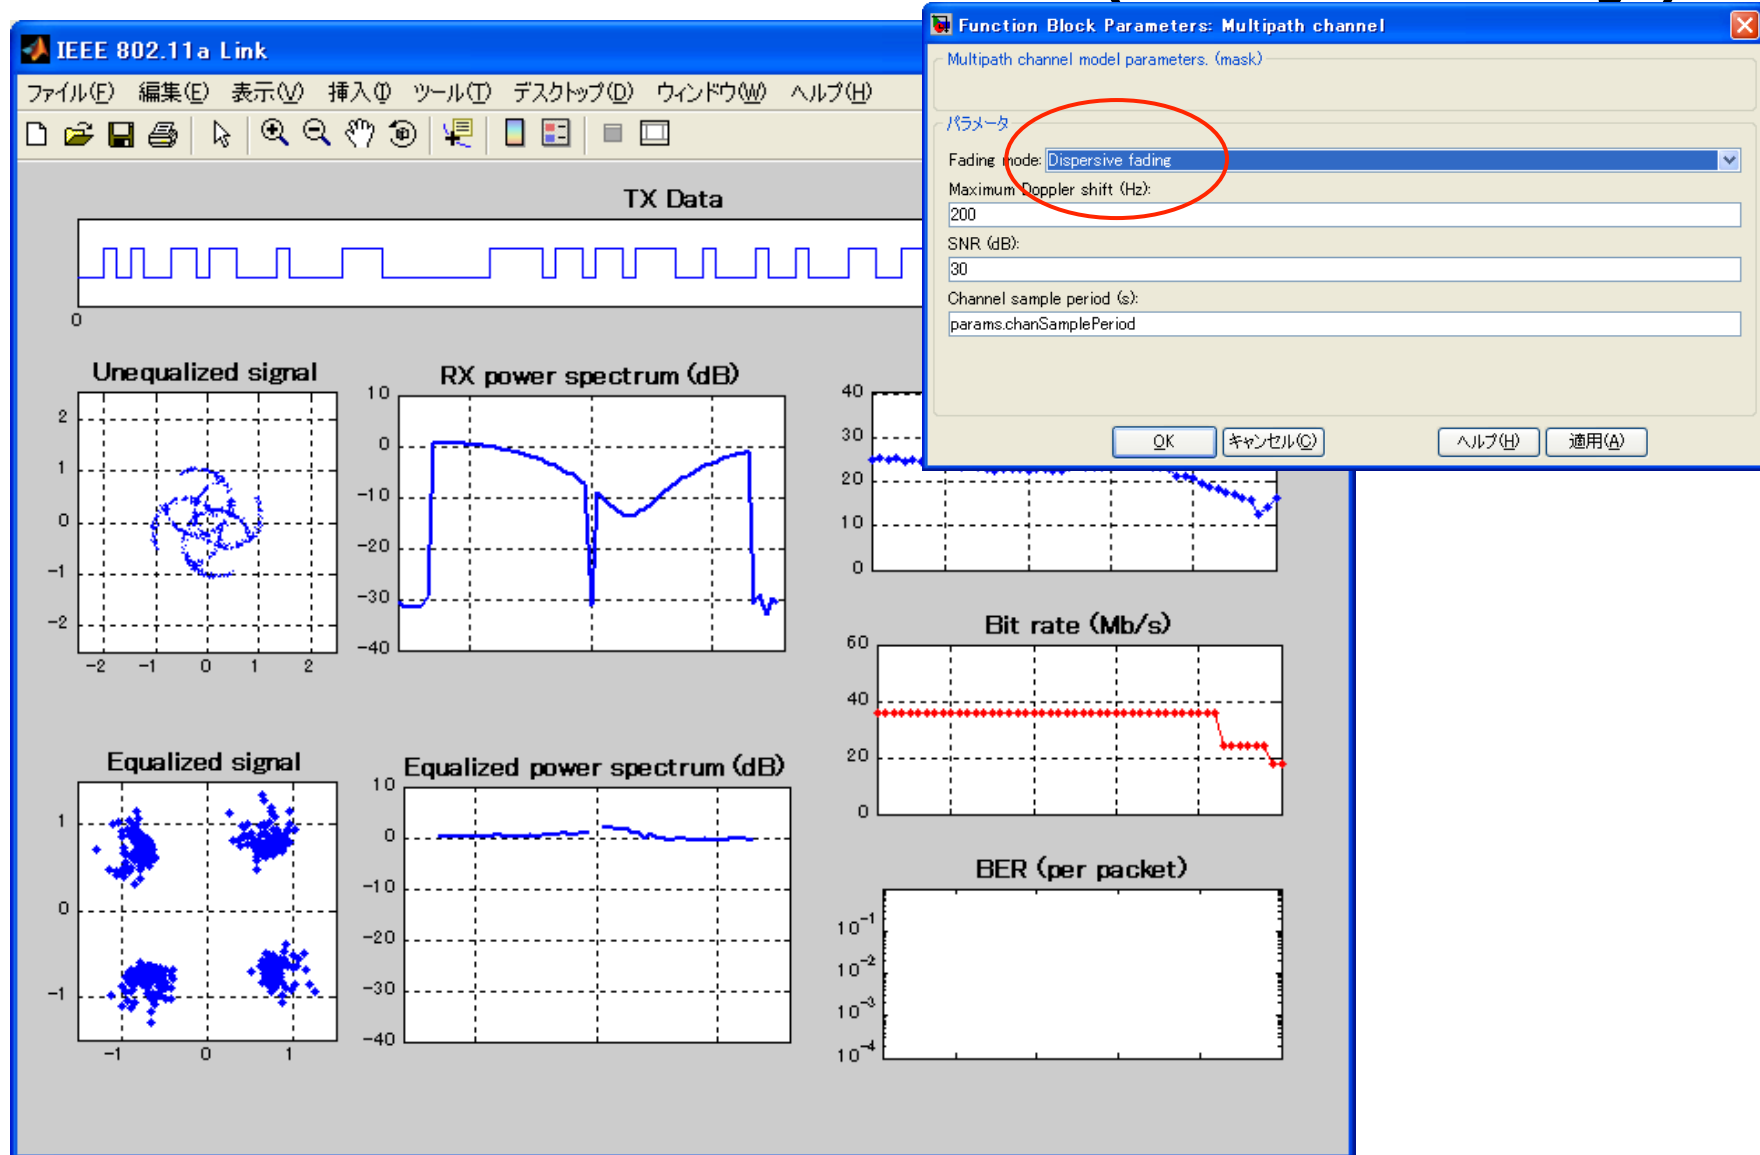 IEEE 802.11a Link
ファイル(F) 編集(E) 表示(V) 挿入(I) ツール(T) デスクトップ(D) ウィンドウ(W) ヘルプ(H)
TX Data
0
Unequalized signal
2
1
0
-1
-2
-2 -1 0 1 2
RX power spectrum (dB)
10
0
-10
-20
-30
-40
40
30
20
10
0
Bit rate (Mb/s)
60
40
20
0
Equalized signal
1
0
-1
-1 0 1
Equalized power spectrum (dB)
10
0
-10
-20
-30
-40
BER (per packet)
10^-1
10^-2
10^-3
10^-4
Function Block Parameters: Multipath channel
Multipath channel model parameters. (mask)
パラメータ
Fading mode: Dispersive fading
Maximum Doppler shift (Hz):
200
SNR (dB):
30
Channel sample period (s):
params.chanSamplePeriod
OK キャンセル(C) ヘルプ(H) 適用(A)